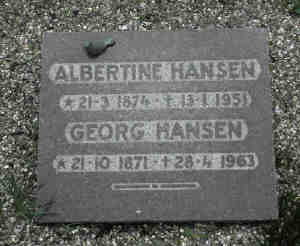 ALBERTINE HANSEN
* 21-3 1874 - † 13-1 1951
GEORG HANSEN
* 21-10 1871 - † 28-4 1963